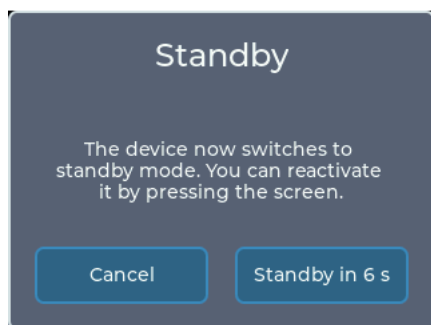 Standby
The device now switches to
standby mode. You can reactivate
it by pressing the screen.
Cancel
Standby in 6 s